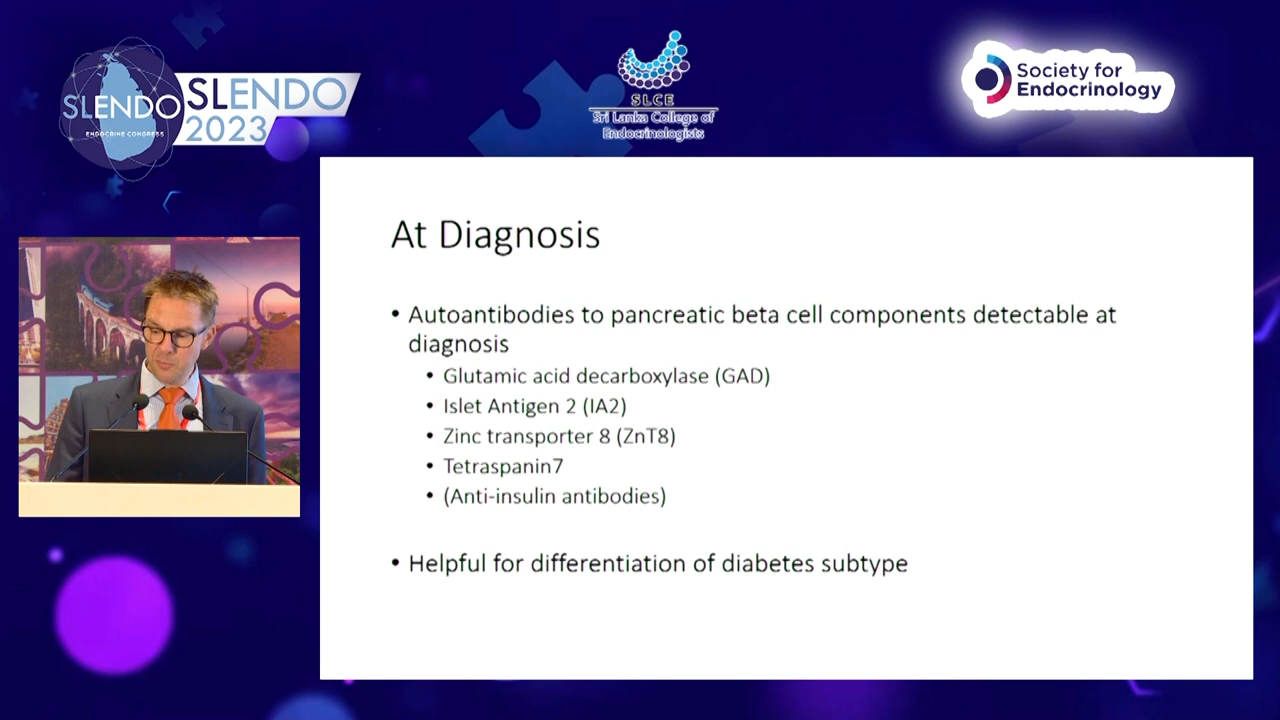 SLENDO
ENDOCRINE CONGRESS
SLENDO
2023
SLCE
Sri Lanka College of
Endocrinologists
Society for
Endocrinology
At Diagnosis
• Autoantibodies to pancreatic beta cell components detectable at
diagnosis
• Glutamic acid decarboxylase (GAD)
• Islet Antigen 2 (IA2)
• Zinc transporter 8 (ZnT8)
• Tetraspanin7
• (Anti-insulin antibodies)
• Helpful for differentiation of diabetes subtype